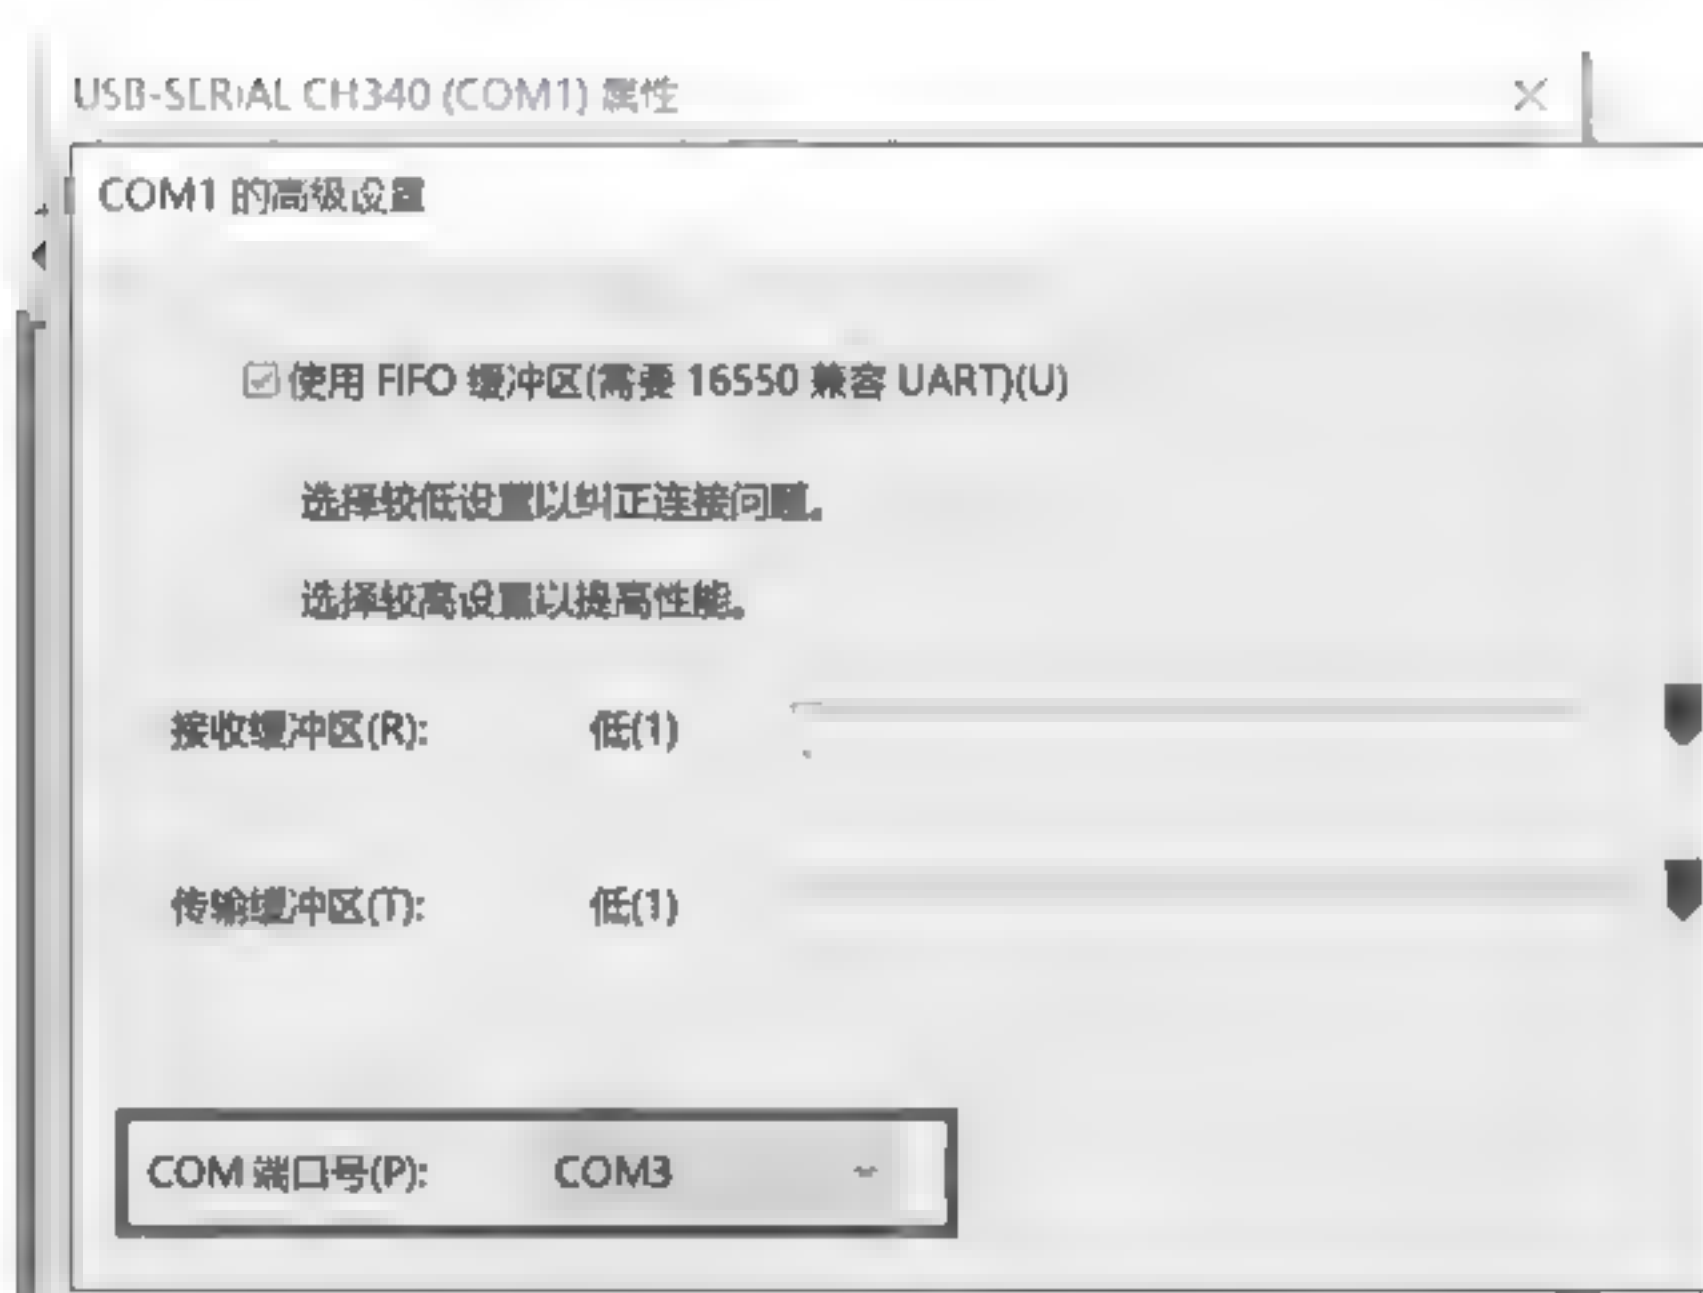 USB-SERIAL CH340 (COM1) 属性
COM1 的高级设置
使用 FIFO 缓冲区(需要 16550 兼容 UART)(U)
选择较低设置以纠正连接问题。
选择较高设置以提高性能。
接收缓冲区(R): 低(1)
传输缓冲区(T): 低(1)
COM 端口号(P): COM3